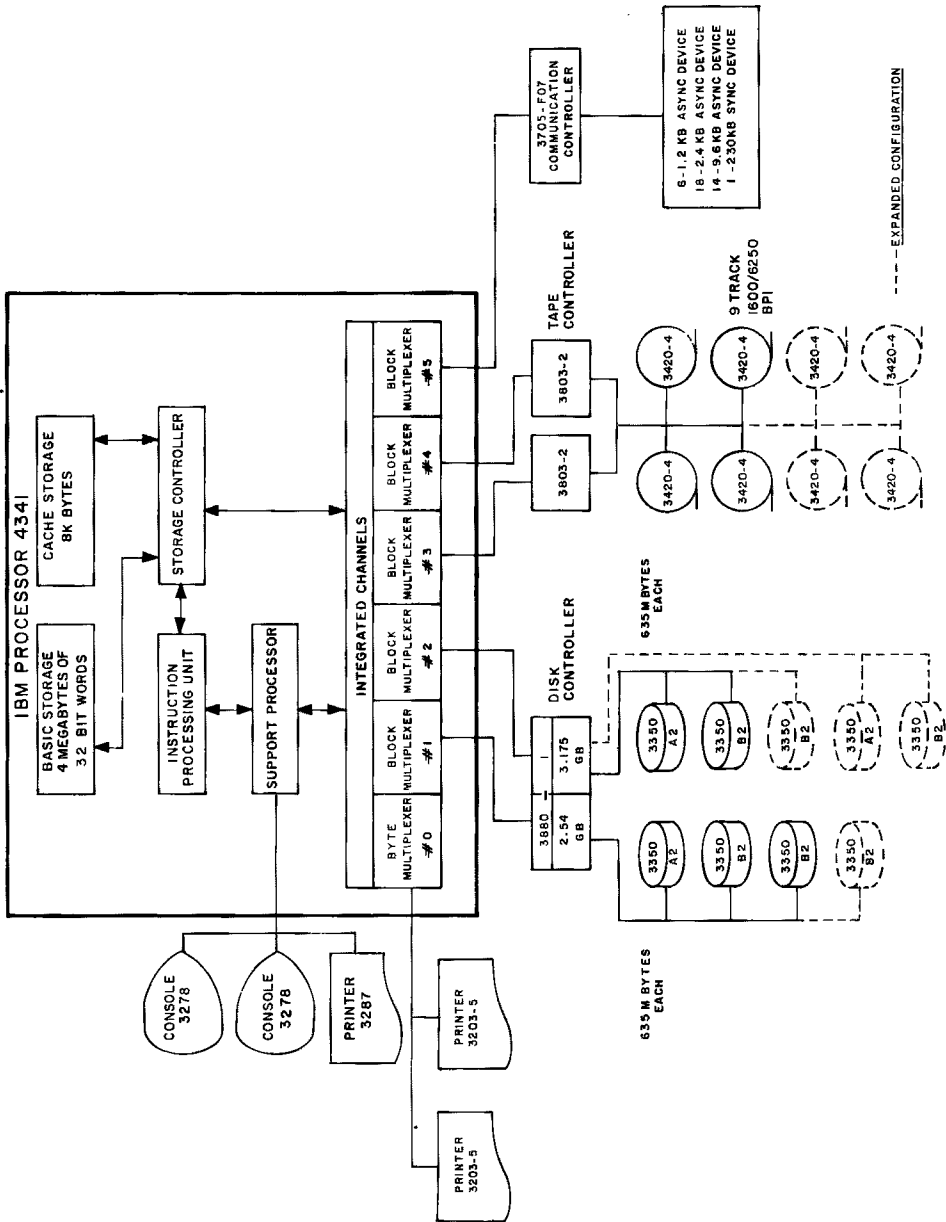 IBM PROCESSOR 4341
BASIC STORAGE
4 MEGABYTES OF
32 BIT WORDS
CACHE STORAGE
8K BYTES
INSTRUCTION
PROCESSING UNIT
STORAGE CONTROLLER
SUPPORT PROCESSOR
INTEGRATED CHANNELS
BYTE
MULTIPLEXER
#0
BLOCK
MULTIPLEXER
#1
BLOCK
MULTIPLEXER
#2
BLOCK
MULTIPLEXER
#3
BLOCK
MULTIPLEXER
#4
BLOCK
MULTIPLEXER
#5
CONSOLE
3278
CONSOLE
3278
PRINTER
3287
PRINTER
3203-5
PRINTER
3203-5
DISK
CONTROLLER
3880 - 1
2.54
GB
3.175
GB
TAPE
CONTROLLER
3803-2
3803-2
3705-F07
COMMUNICATION
CONTROLLER
6-1.2 KB ASYNC DEVICE
18-2.4 KB ASYNC DEVICE
14-9.6 KB ASYNC DEVICE
1-230KB SYNC DEVICE
635 M BYTES
EACH
3350
A2
3350
B2
3350
B2
3350
B2
635 M BYTES
EACH
3350
A2
3350
B2
3350
B2
3350
A2
3350
B2
3420-4
3420-4
3420-4
3420-4
3420-4
3420-4
3420-4
3420-4
9 TRACK
1600/6250
BPI
---- EXPANDED CONFIGURATION